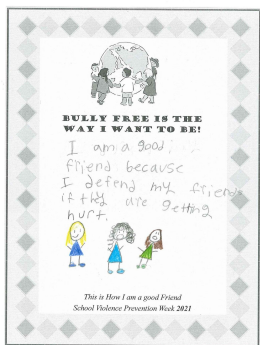 BULLY FREE IS THE
WAY I WANT TO BE!
I am a good
friend because
I defend my friends
if they are getting
hurt.
This is How I am a good Friend
School Violence Prevention Week 2021